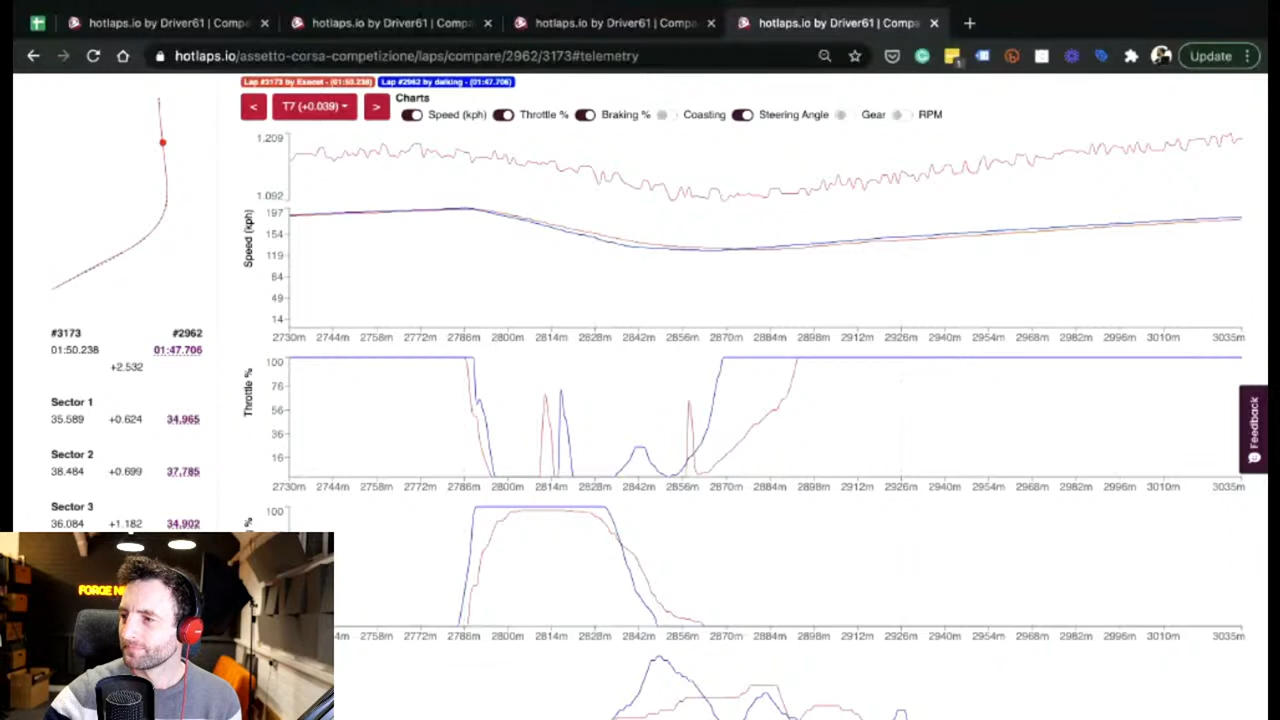 hotlaps.io by Driver61 | Compa
hotlaps.io by Driver61 | Compa
hotlaps.io by Driver61 | Compa
hotlaps.io by Driver61 | Compa
hotlaps.io/assetto-corsa-competizione/laps/compare/2962/3173#telemetry
Update
Lap #3173 by Exocet - (01:50.238)
Lap #2962 by dalking - (01:47.706)
< T7 (+0.039) >
Charts
Speed (kph) Throttle % Braking % Coasting Steering Angle Gear RPM
1.209
1.092
Speed (kph)
197
154
119
84
49
14
2730m 2744m 2758m 2772m 2786m 2800m 2814m 2828m 2842m 2856m 2870m 2884m 2898m 2912m 2926m 2940m 2954m 2968m 2982m 2996m 3010m 3035m
#3173 #2962
01:50.238 01:47.706
+2.532
Throttle %
100
76
56
36
16
2730m 2744m 2758m 2772m 2786m 2800m 2814m 2828m 2842m 2856m 2870m 2884m 2898m 2912m 2926m 2940m 2954m 2968m 2982m 2996m 3010m 3035m
Sector 1
35.589 +0.624 34.965
Sector 2
38.484 +0.699 37.785
Sector 3
36.084 +1.182 34.902
Feedback
100
%
4m 2758m 2772m 2786m 2800m 2814m 2828m 2842m 2856m 2870m 2884m 2898m 2912m 2926m 2940m 2954m 2968m 2982m 2996m 3010m 3035m
FORGE